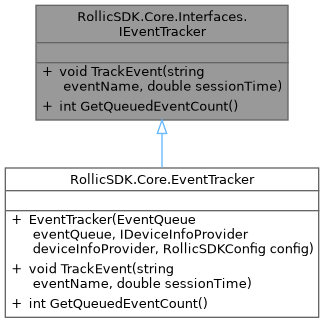 RollicSDK.Core.Interfaces.
IEventTracker
+ void TrackEvent(string
eventName, double sessionTime)
+ int GetQueuedEventCount()
RollicSDK.Core.EventTracker
+ EventTracker(EventQueue
eventQueue, IDeviceInfoProvider
deviceInfoProvider, RollicSDKConfig config)
+ void TrackEvent(string
eventName, double sessionTime)
+ int GetQueuedEventCount()